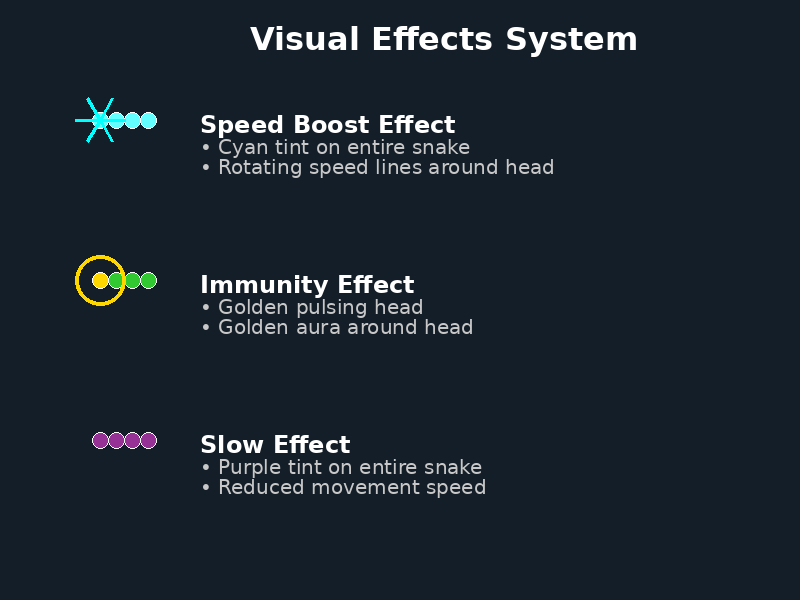 Visual Effects System
Speed Boost Effect
• Cyan tint on entire snake
• Rotating speed lines around head
Immunity Effect
• Golden pulsing head
• Golden aura around head
Slow Effect
• Purple tint on entire snake
• Reduced movement speed